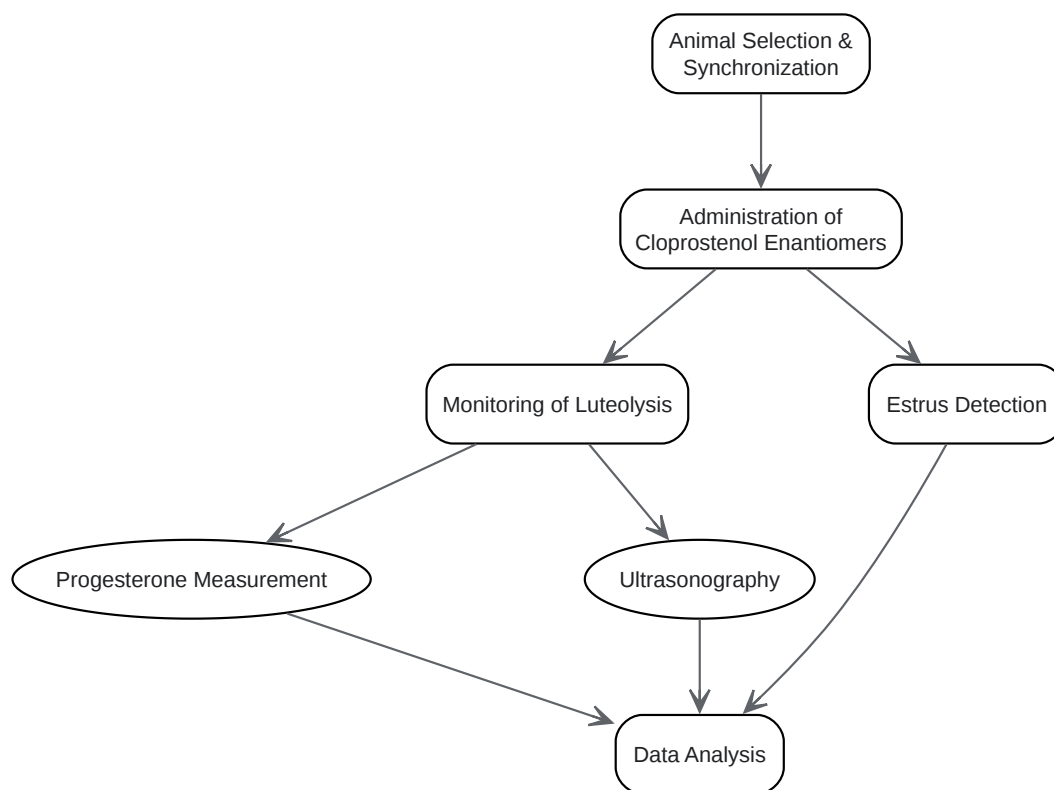 Animal Selection &
Synchronization
Administration of
Cloprostenol Enantiomers
Monitoring of Luteolysis
Estrus Detection
Progesterone Measurement
Ultrasonography
Data Analysis